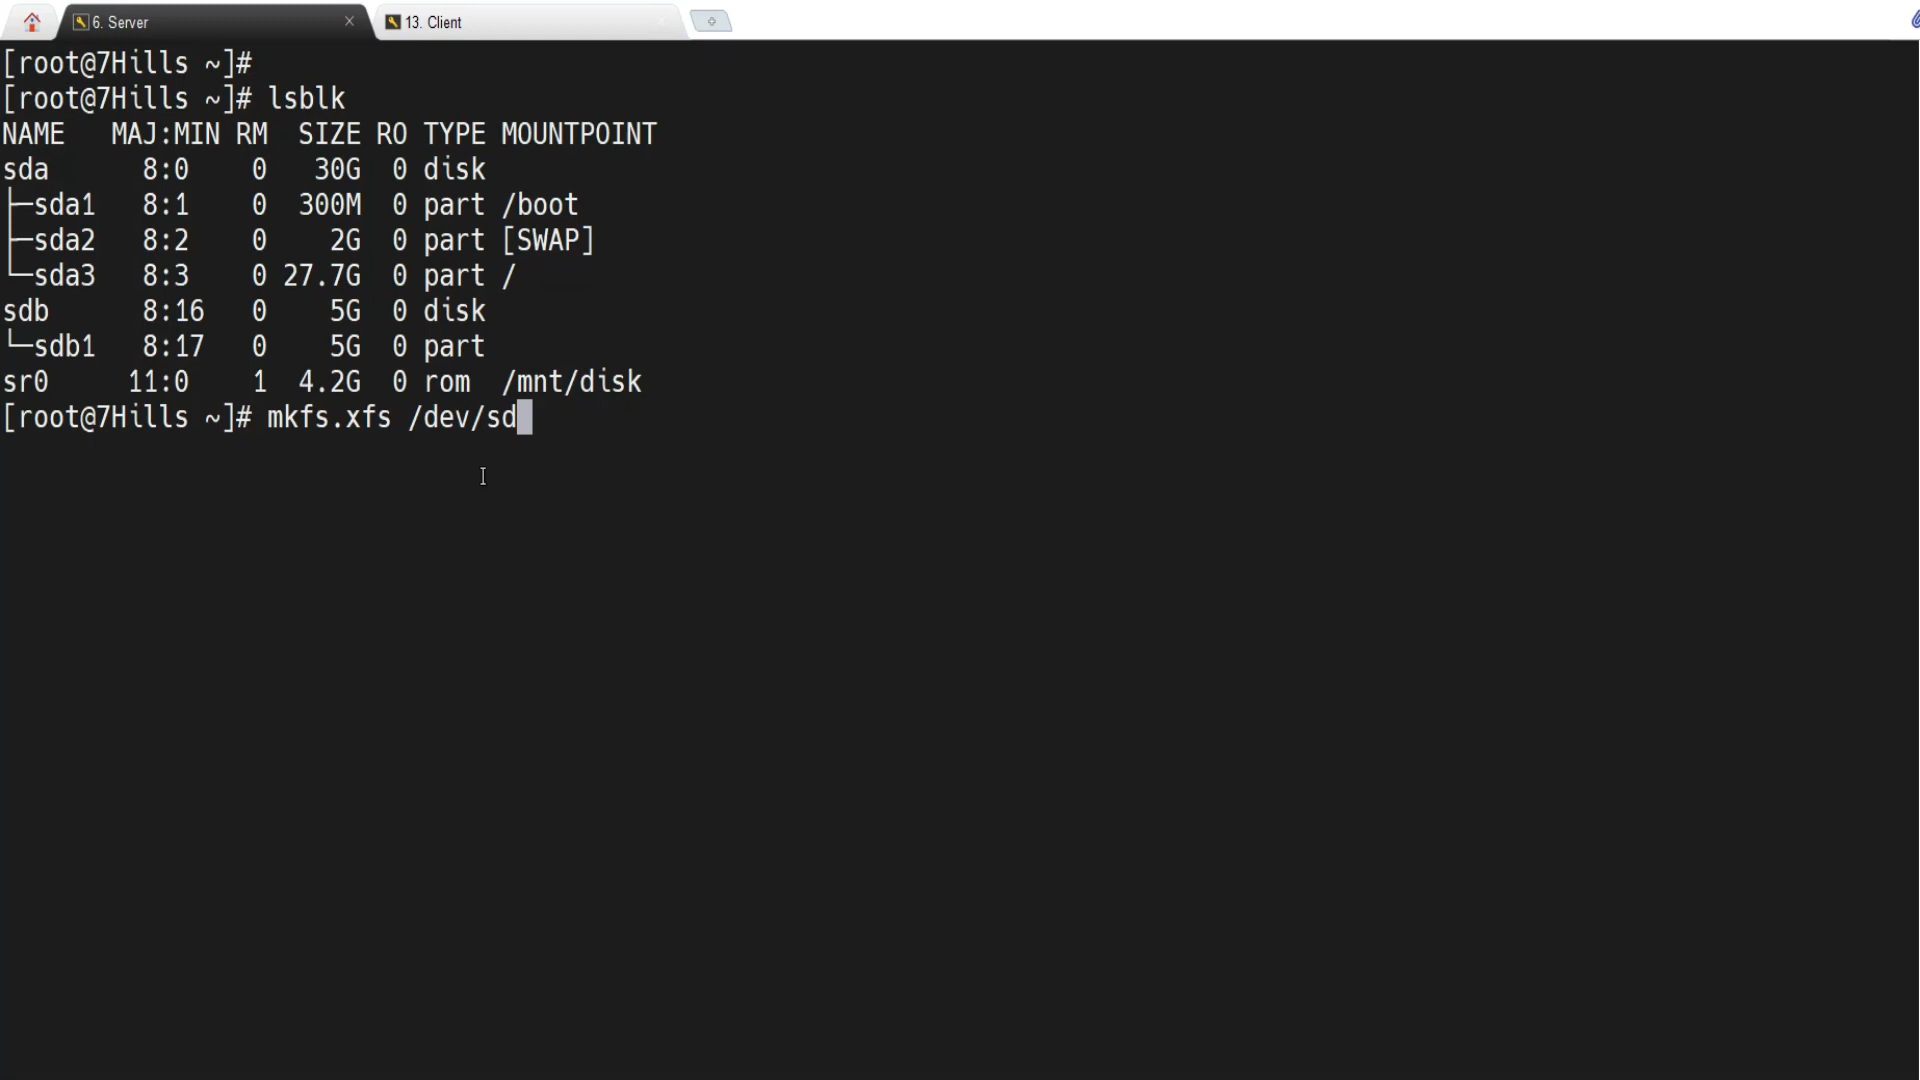 6. Server
13. Client
[root@7Hills ~]#
[root@7Hills ~]# lsblk
NAME   MAJ:MIN RM  SIZE RO TYPE MOUNTPOINT
sda      8:0    0   30G  0 disk
├─sda1   8:1    0  300M  0 part /boot
├─sda2   8:2    0    2G  0 part [SWAP]
└─sda3   8:3    0 27.7G  0 part /
sdb      8:16   0    5G  0 disk
└─sdb1   8:17   0    5G  0 part
sr0     11:0    1  4.2G  0 rom  /mnt/disk
[root@7Hills ~]# mkfs.xfs /dev/sd